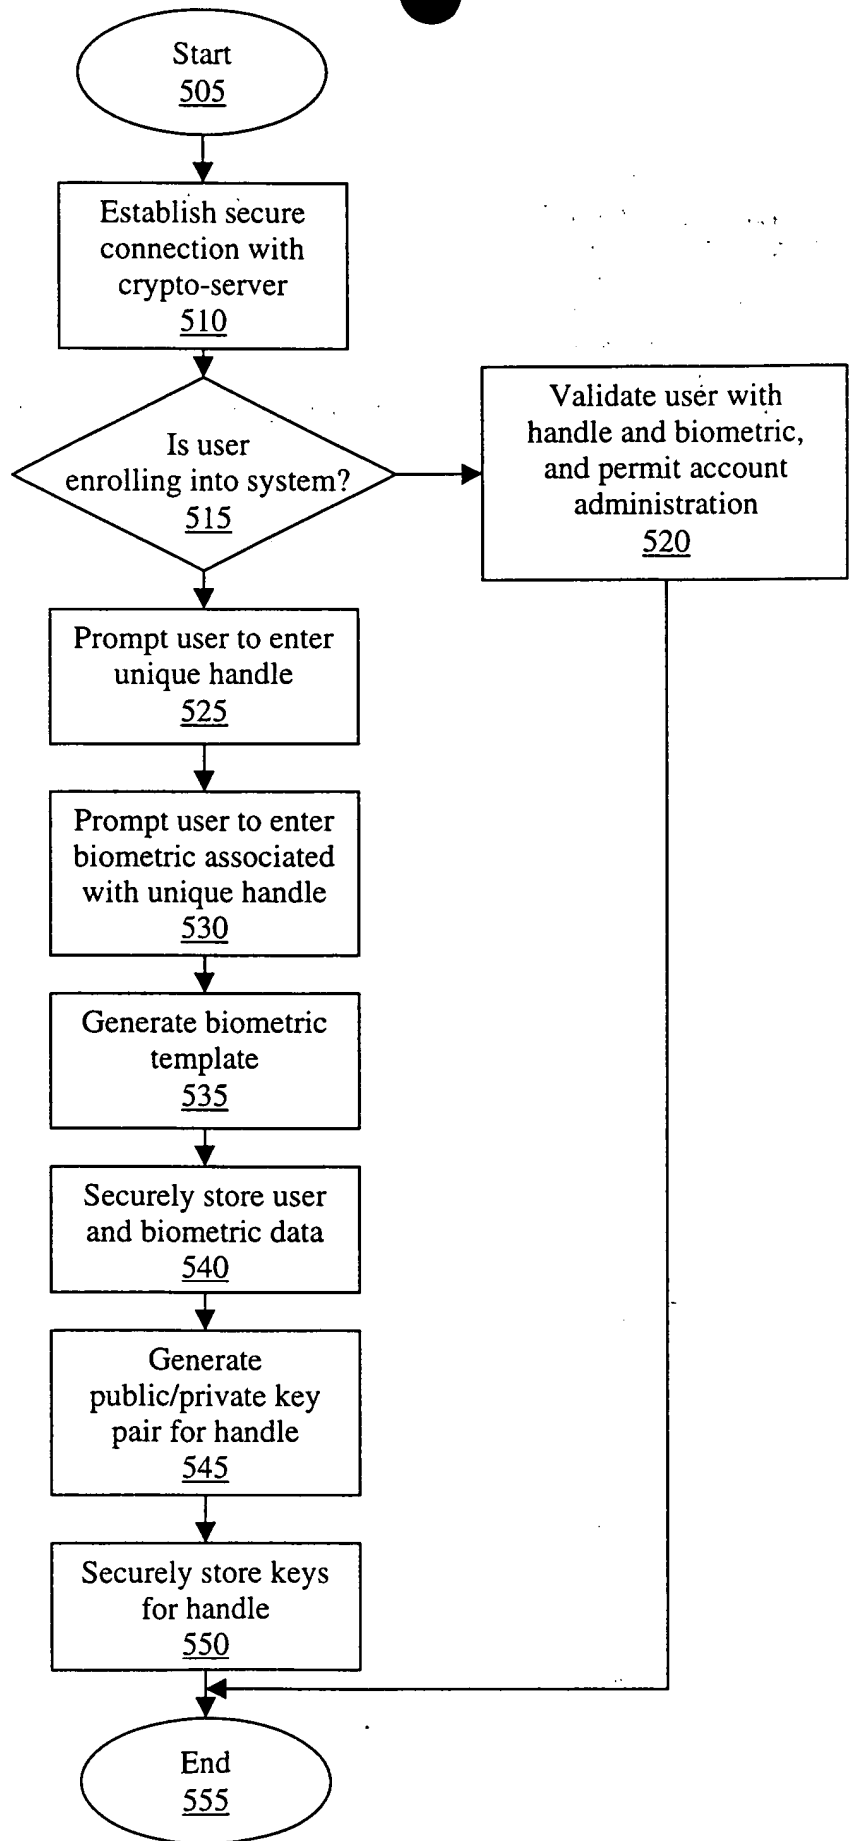 Start
505
Establish secure
connection with
crypto-server
510
Is user
enrolling into system?
515
Validate user with
handle and biometric,
and permit account
administration
520
Prompt user to enter
unique handle
525
Prompt user to enter
biometric associated
with unique handle
530
Generate biometric
template
535
Securely store user
and biometric data
540
Generate
public/private key
pair for handle
545
Securely store keys
for handle
550
End
555